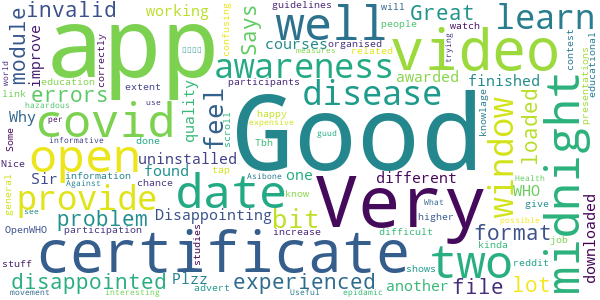 guidelines
invalid
working
Says
Great
people
will
watch
learn
module
improve
confusing
app
well
organised
video
contest
trying
courses
related
measures
world
link
education
errors
correctly
quality
awareness
awarded
finished
participants
presentations
educational
extent
use
hazardous
disease
window
loaded
midnight
Why
covid
feel
Good
happy
expensive
scroll
Tbh
guud
knowlage
per
informative
done
Some
Nice
open
uninstalled
Against
information
tap
found
one
different
Very
WHO
Health
Sir
chance
provide
date
Asibone
know
What
give
general
problem
Disappointing
bit
two
format
possible
downloaded
OpenWHO
participation
increase
difficult
higher
see
studies
certificate
job
disappointed
experienced
kinda
reddit
stuff
Plzz
another
file
lot
shows
advert
Useful
epidamic
movement
interesting